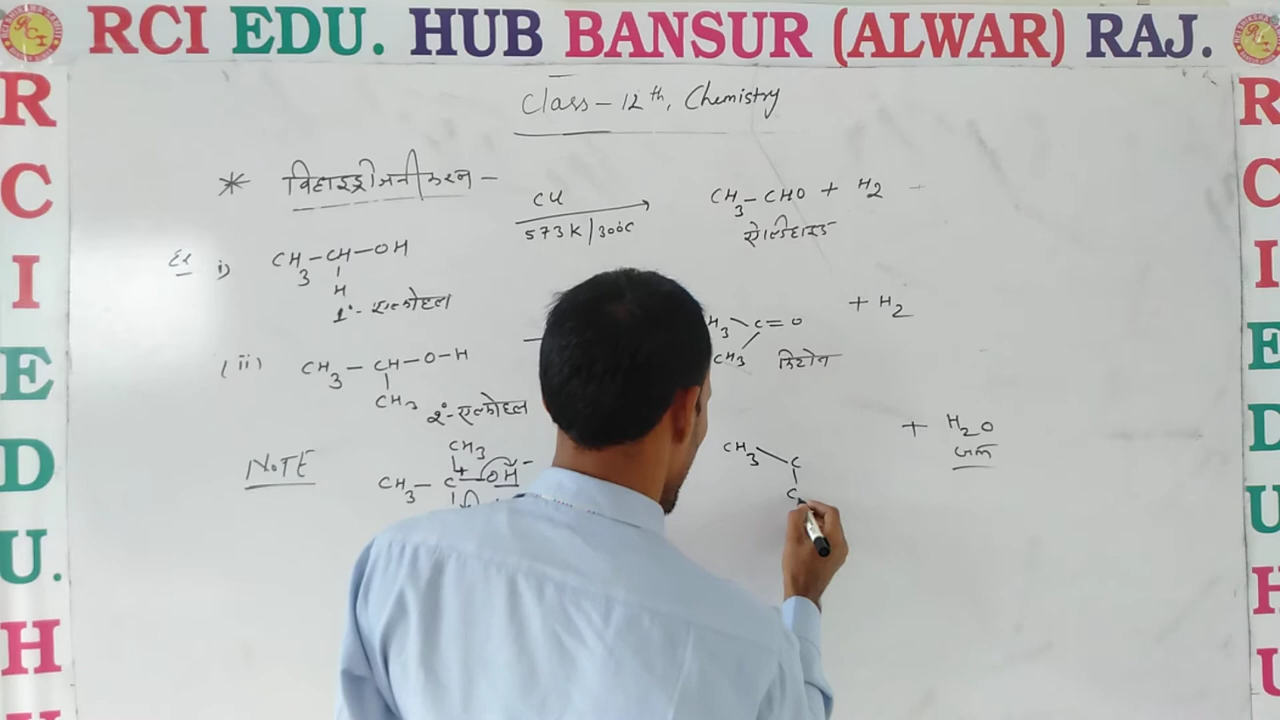 RCI EDU. HUB BANSUR (ALWAR) RAJ.
R
C
I
E
D
U.
H
R
C
I
E
D
U
H
U
Class – 12th, Chemistry
* विहाइड्रोजनीकरन –
Cu
573K/300°C
CH3–CHO + H2
ऐल्डिहाइड
Ex i) CH3–CH–OH
H
1°- एल्कोहल
CH3
C=O + H2
CH3 किटोन
(ii) CH3–CH–O–H
CH3
2°-एल्कोहल
NOTE
CH3
CH3–C–OH
+ –
CH3
C
C
+ H2O
जल